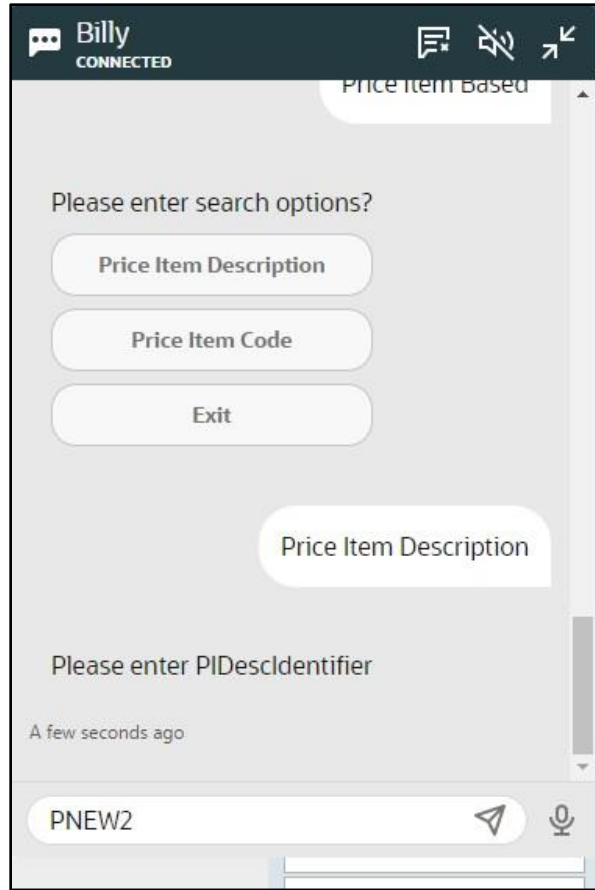 Billy
CONNECTED
Price Item Based
Please enter search options?
Price Item Description
Price Item Code
Exit
Price Item Description
Please enter PIDescIdentifier
A few seconds ago
PNEW2